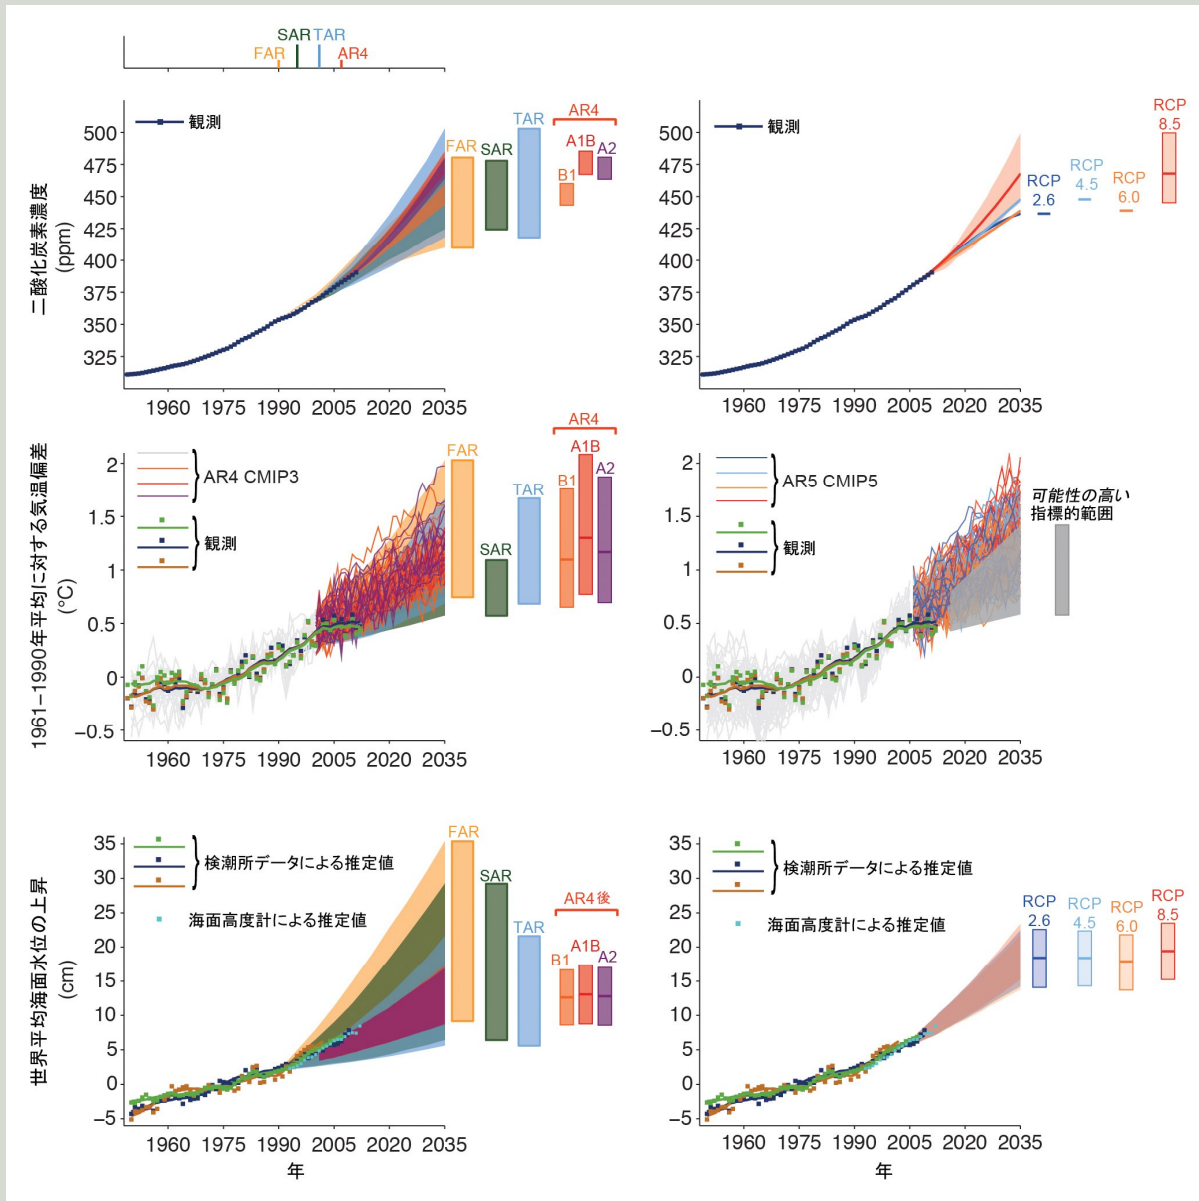 SAR TAR
FAR AR4
二酸化炭素濃度
(ppm)
500
475
450
425
400
375
350
325
観測
1960 1975 1990 2005 2020 2035
FAR
SAR
TAR
AR4
B1
A1B
A2
500
475
450
425
400
375
350
325
観測
1960 1975 1990 2005 2020 2035
RCP
2.6
RCP
4.5
RCP
6.0
RCP
8.5
1961−1990年平均に対する気温偏差
(°C)
2
1.5
1
0.5
0
−0.5
AR4 CMIP3
観測
1960 1975 1990 2005 2020 2035
FAR
SAR
TAR
AR4
B1
A1B
A2
2
1.5
1
0.5
0
−0.5
AR5 CMIP5
観測
1960 1975 1990 2005 2020 2035
可能性の高い
指標的範囲
世界平均海面水位の上昇
(cm)
35
30
25
20
15
10
5
0
−5
検潮所データによる推定値
海面高度計による推定値
1960 1975 1990 2005 2020 2035
年
FAR
SAR
TAR
AR4後
B1
A1B
A2
35
30
25
20
15
10
5
0
−5
検潮所データによる推定値
海面高度計による推定値
1960 1975 1990 2005 2020 2035
年
RCP
2.6
RCP
4.5
RCP
6.0
RCP
8.5